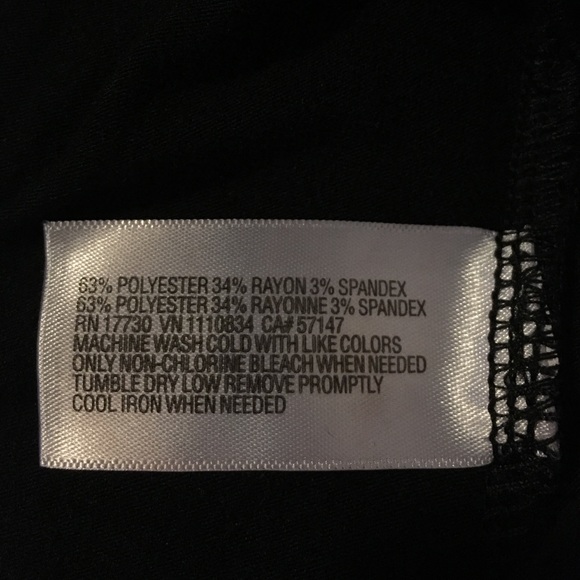 63% POLYESTER 34% RAYON 3% SPANDEX
63% POLYESTER 34% RAYONNE 3% SPANDEX
RN 17730 VN 1110834 CA# 57147
MACHINE WASH COLD WITH LIKE COLORS
ONLY NON-CHLORINE BLEACH WHEN NEEDED
TUMBLE DRY LOW REMOVE PROMPTLY
COOL IRON WHEN NEEDED